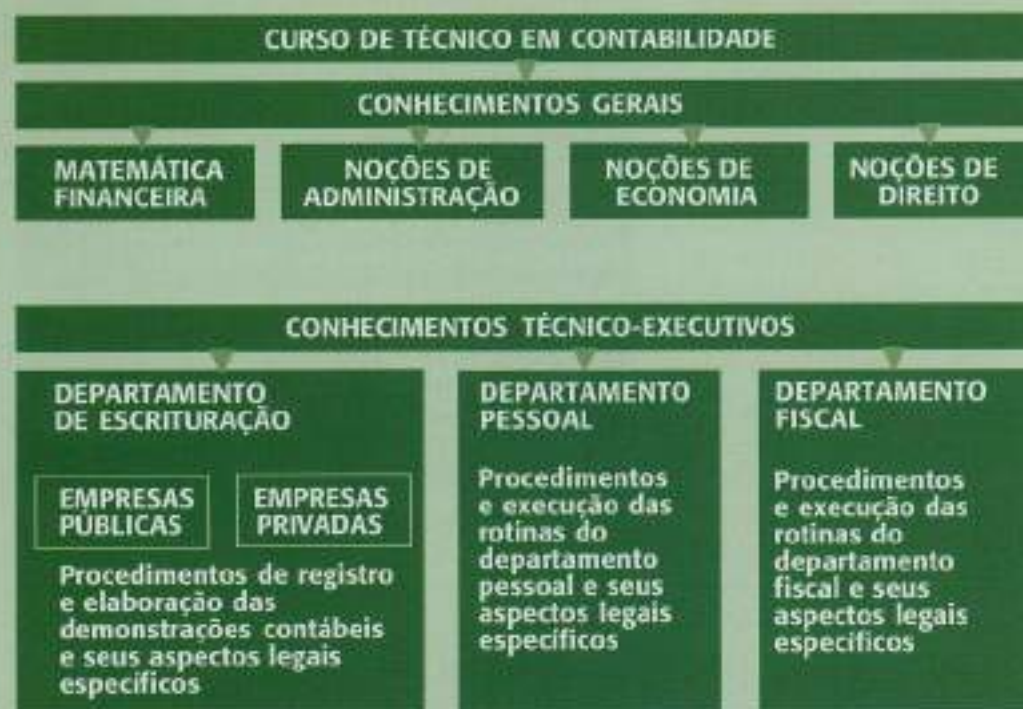 CURSO DE TÉCNICO EM CONTABILIDADE
CONHECIMENTOS GERAIS
MATEMÁTICA
FINANCEIRA
NOÇÕES DE
ADMINISTRAÇÃO
NOÇÕES DE
ECONOMIA
NOÇÕES DE
DIREITO
CONHECIMENTOS TÉCNICO-EXECUTIVOS
DEPARTAMENTO
DE ESCRITURAÇÃO
EMPRESAS
PÚBLICAS
EMPRESAS
PRIVADAS
Procedimentos de registro
e elaboração das
demonstrações contábeis
e seus aspectos legais
específicos
DEPARTAMENTO
PESSOAL
Procedimentos
e execução das
rotinas do
departamento
pessoal e seus
aspectos legais
específicos
DEPARTAMENTO
FISCAL
Procedimentos
e execução das
rotinas do
departamento
fiscal e seus
aspectos legais
específicos